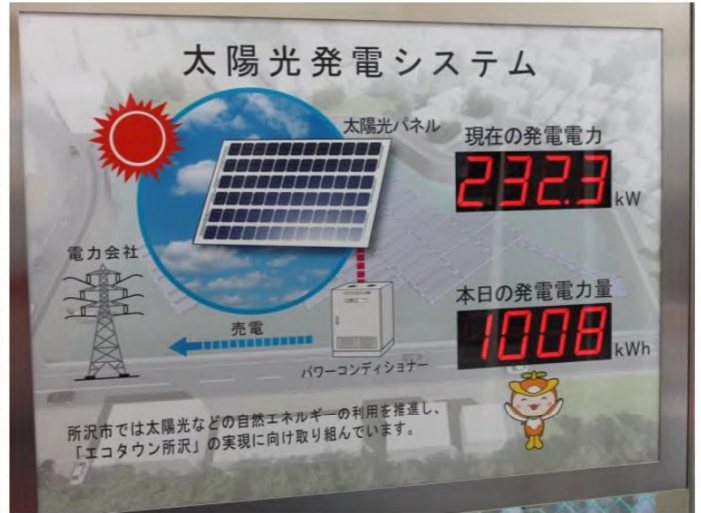 太陽光発電システム
太陽光パネル
現在の発電電力
232.3 kW
電力会社
売電
パワーコンディショナー
本日の発電電力量
1008 kWh
所沢市では太陽光などの自然エネルギーの利用を推進し、
「エコタウン所沢」の実現に向け取り組んでいます。